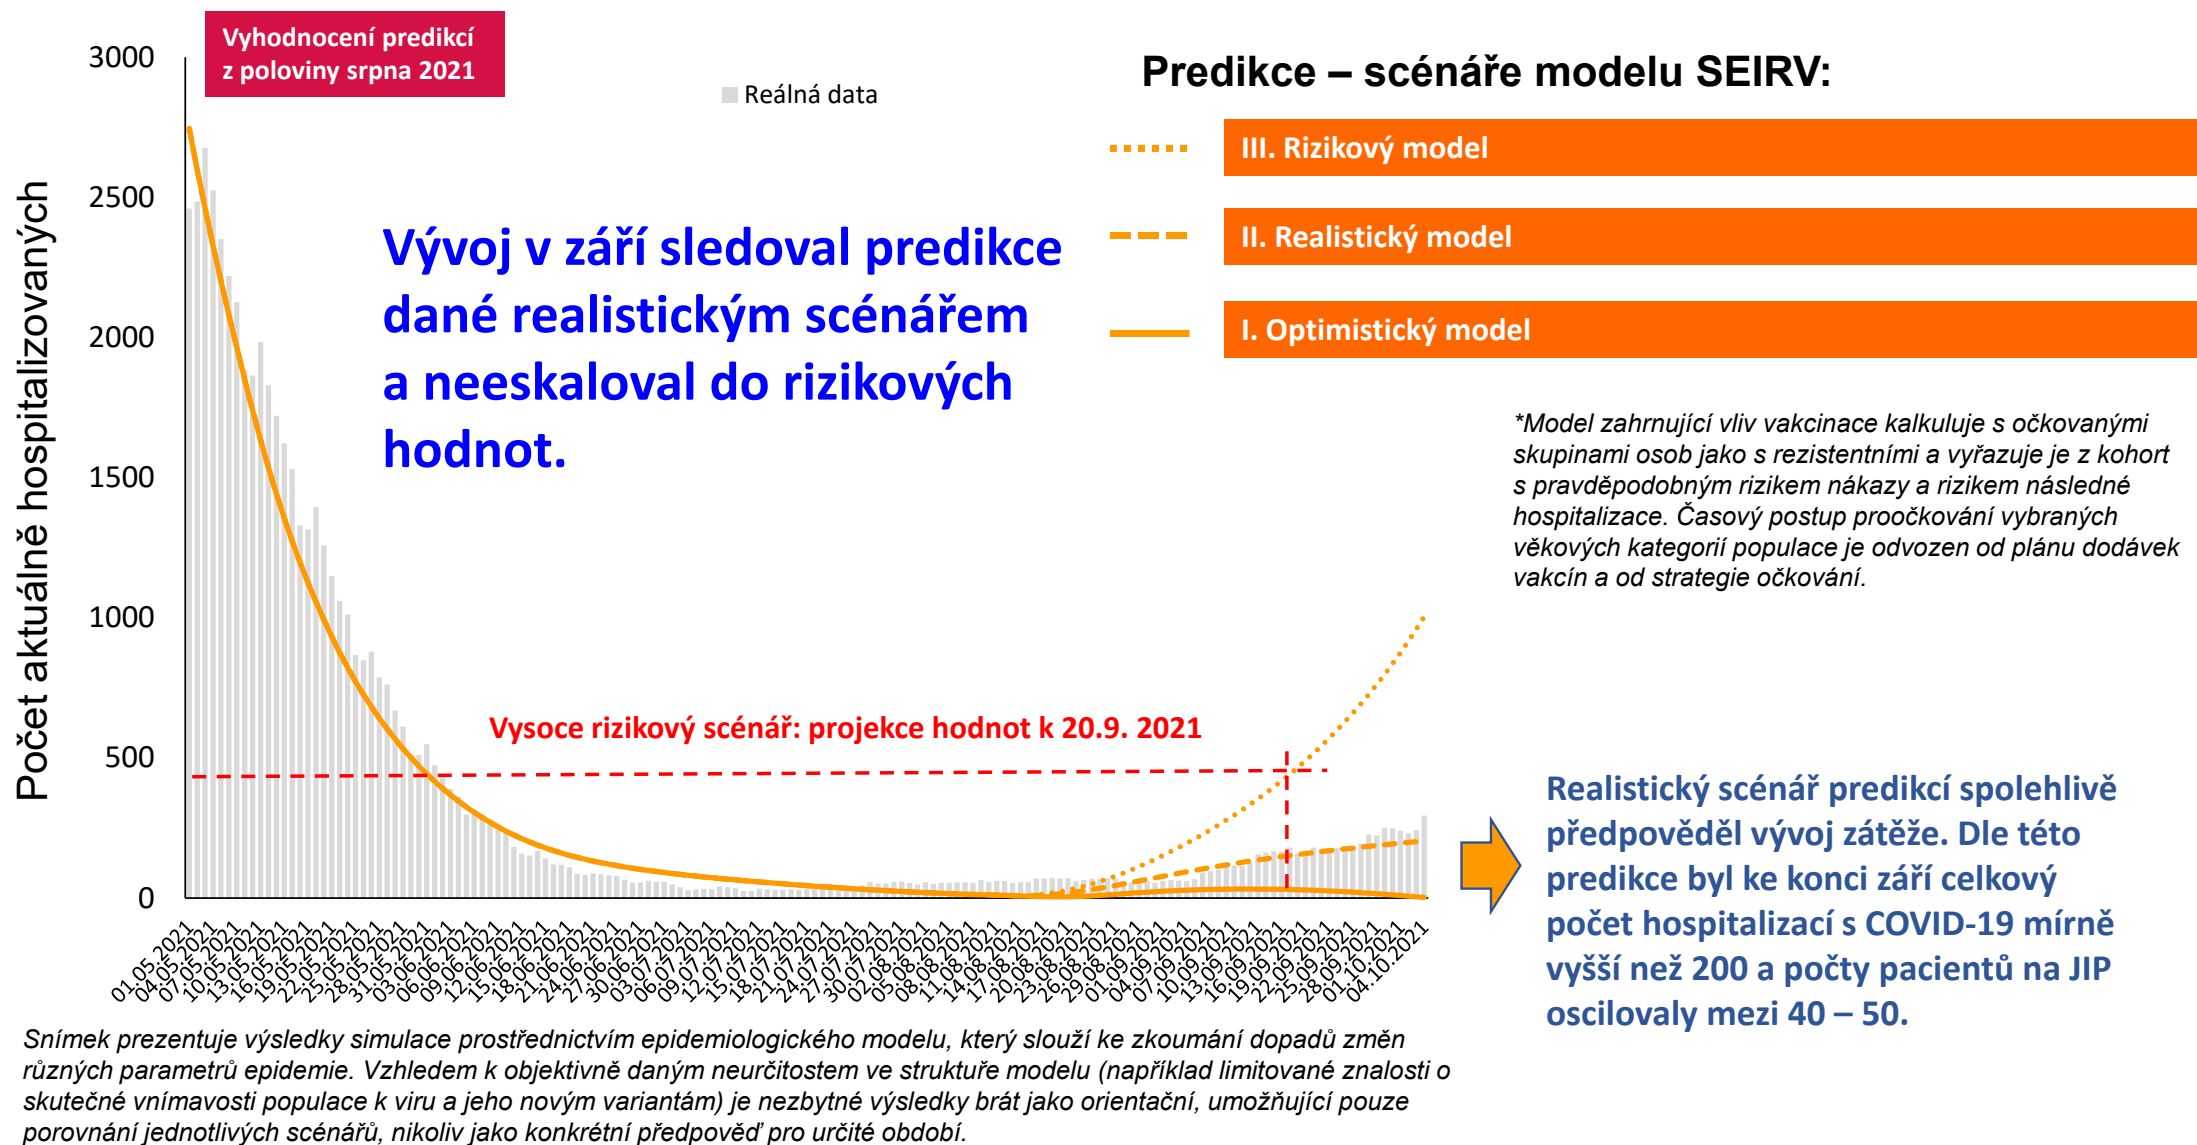 Vyhodnocení predikcí
z poloviny srpna 2021
Reálná data
Predikce – scénáře modelu SEIRV:
III. Rizikový model
II. Realistický model
I. Optimistický model
Počet aktuálně hospitalizovaných
3000
2500
2000
1500
1000
500
0
Vývoj v září sledoval predikce
dané realistickým scénářem
a neeskaloval do rizikových
hodnot.
*Model zahrnující vliv vakcinace kalkuluje s očkovanými
skupinami osob jako s rezistentními a vyřazuje je z kohort
s pravděpodobným rizikem nákazy a rizikem následné
hospitalizace. Časový postup proočkování vybraných
věkových kategorií populace je odvozen od plánu dodávek
vakcín a od strategie očkování.
Vysoce rizikový scénář: projekce hodnot k 20.9. 2021
Realistický scénář predikcí spolehlivě
předpověděl vývoj zátěže. Dle této
predikce byl ke konci září celkový
počet hospitalizací s COVID-19 mírně
vyšší než 200 a počty pacientů na JIP
oscilovaly mezi 40 – 50.
01.05.2021
04.05.2021
07.05.2021
10.05.2021
13.05.2021
16.05.2021
19.05.2021
22.05.2021
25.05.2021
28.05.2021
31.05.2021
03.06.2021
06.06.2021
09.06.2021
12.06.2021
15.06.2021
18.06.2021
21.06.2021
24.06.2021
27.06.2021
30.06.2021
03.07.2021
06.07.2021
09.07.2021
12.07.2021
15.07.2021
18.07.2021
21.07.2021
24.07.2021
27.07.2021
30.07.2021
02.08.2021
05.08.2021
08.08.2021
11.08.2021
14.08.2021
17.08.2021
20.08.2021
23.08.2021
26.08.2021
29.08.2021
01.09.2021
04.09.2021
07.09.2021
10.09.2021
13.09.2021
16.09.2021
19.09.2021
22.09.2021
25.09.2021
28.09.2021
01.10.2021
04.10.2021
Snímek prezentuje výsledky simulace prostřednictvím epidemiologického modelu, který slouží ke zkoumání dopadů změn
různých parametrů epidemie. Vzhledem k objektivně daným neurčitostem ve struktuře modelu (například limitované znalosti o
skutečné vnímavosti populace k viru a jeho novým variantám) je nezbytné výsledky brát jako orientační, umožňující pouze
porovnání jednotlivých scénářů, nikoliv jako konkrétní předpověď pro určité období.